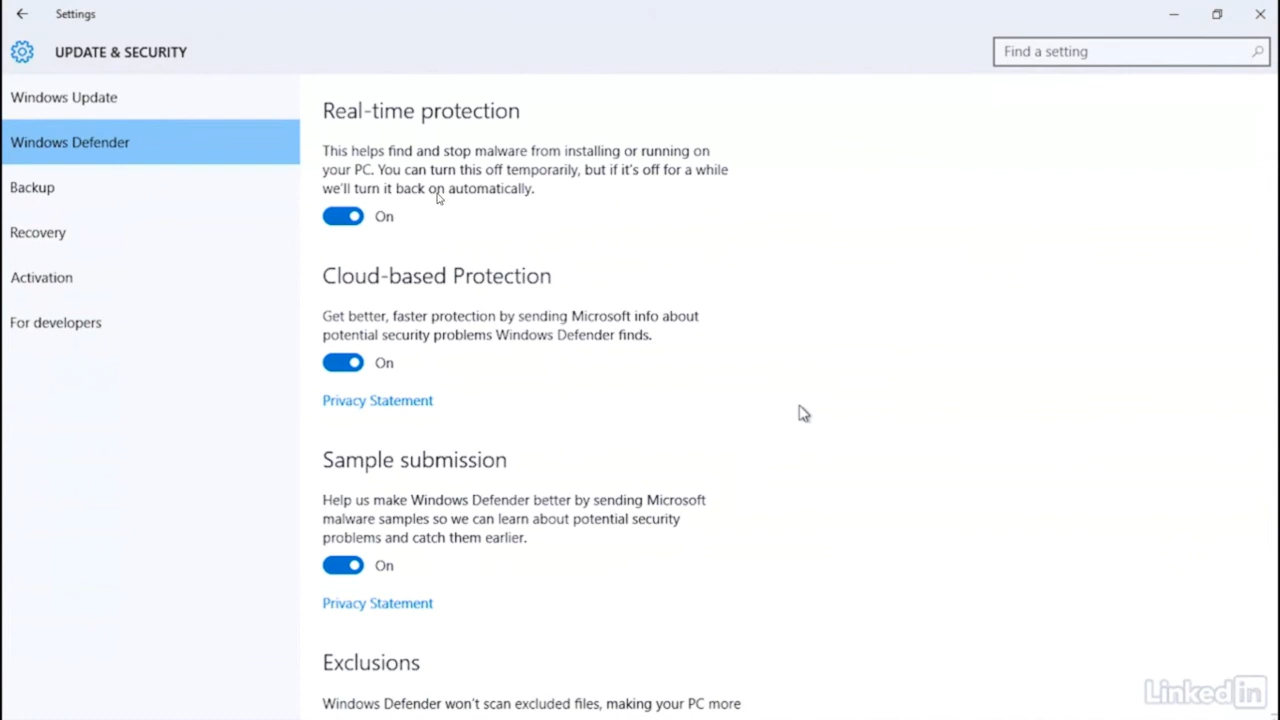 Settings
UPDATE & SECURITY
Find a setting
Windows Update
Windows Defender
Backup
Recovery
Activation
For developers
Real-time protection
This helps find and stop malware from installing or running on
your PC. You can turn this off temporarily, but if it's off for a while
we'll turn it back on automatically.
On
Cloud-based Protection
Get better, faster protection by sending Microsoft info about
potential security problems Windows Defender finds.
On
Privacy Statement
Sample submission
Help us make Windows Defender better by sending Microsoft
malware samples so we can learn about potential security
problems and catch them earlier.
On
Privacy Statement
Exclusions
Windows Defender won't scan excluded files, making your PC more
Linked in